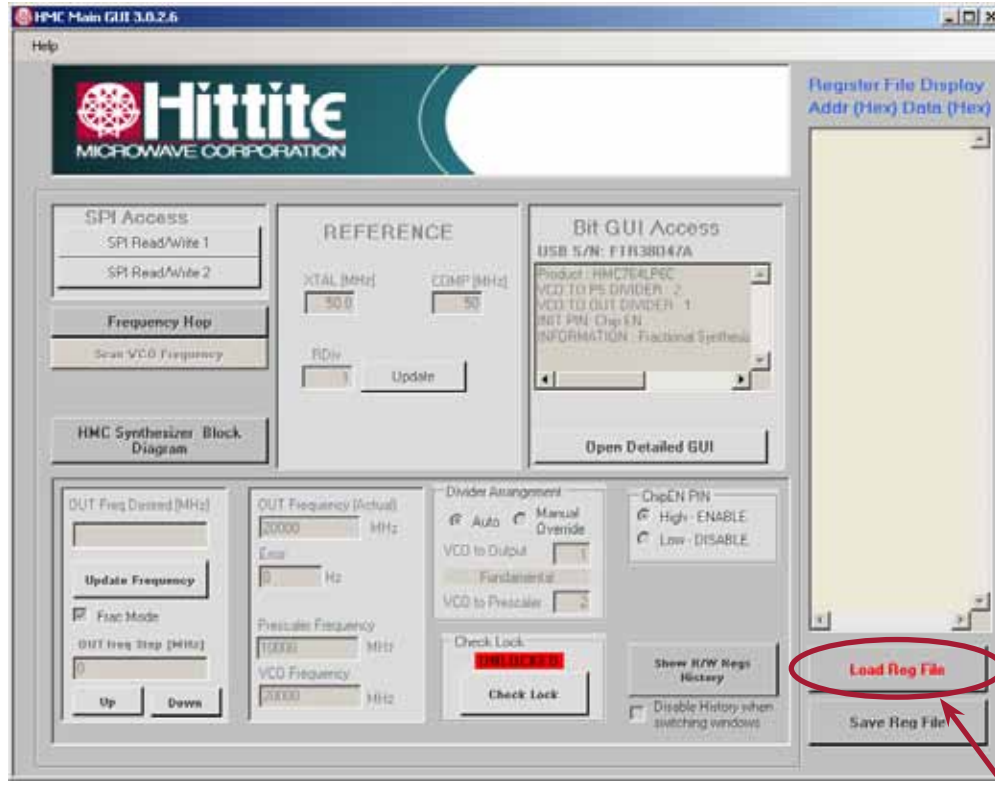 HMC Main GUI 3.0.2.6
Help
Hittite
MICROWAVE CORPORATION
Register File Display
Addr (Hex) Data (Hex)
SPI Access
SPI Read/Write 1
SPI Read/Write 2
Frequency Hop
Scan VCO Frequency
HMC Synthesizer Block
Diagram
REFERENCE
XTAL [MHz]
COMP [MHz]
50.0
50
RDiv
1
Update
Bit GUI Access
USB S/N: FTR38047A
Product : HMC764LP6C
VCO TO PS DIVIDER : 2
VCO TO OUT DIVIDER : 1
INIT PIN: Chip EN
INFORMATION : Fractional
Open Detailed GUI
OUT Freq Desired [MHz]
Update Frequency
Frac Mode
OUT freq Step [MHz]
0
Up
Down
OUT Frequency (Actual)
20000 MHz
Error
0 Hz
Prescaler Frequency
10000 MHz
VCO Frequency
20000 MHz
Divider Arrangement
Auto
Manual
Override
VCO to Output 1
Fundamental
VCO to Prescaler 2
Check Lock
UNLOCKED
Check Lock
ChipEN PIN
High - ENABLE
Low - DISABLE
Show R/W Regs
History
Disable History when
switching windows
Load Reg File
Save Reg File